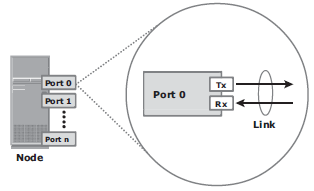 Port 0
Port 1
Port n
Node
Port 0
Tx
Rx
Link